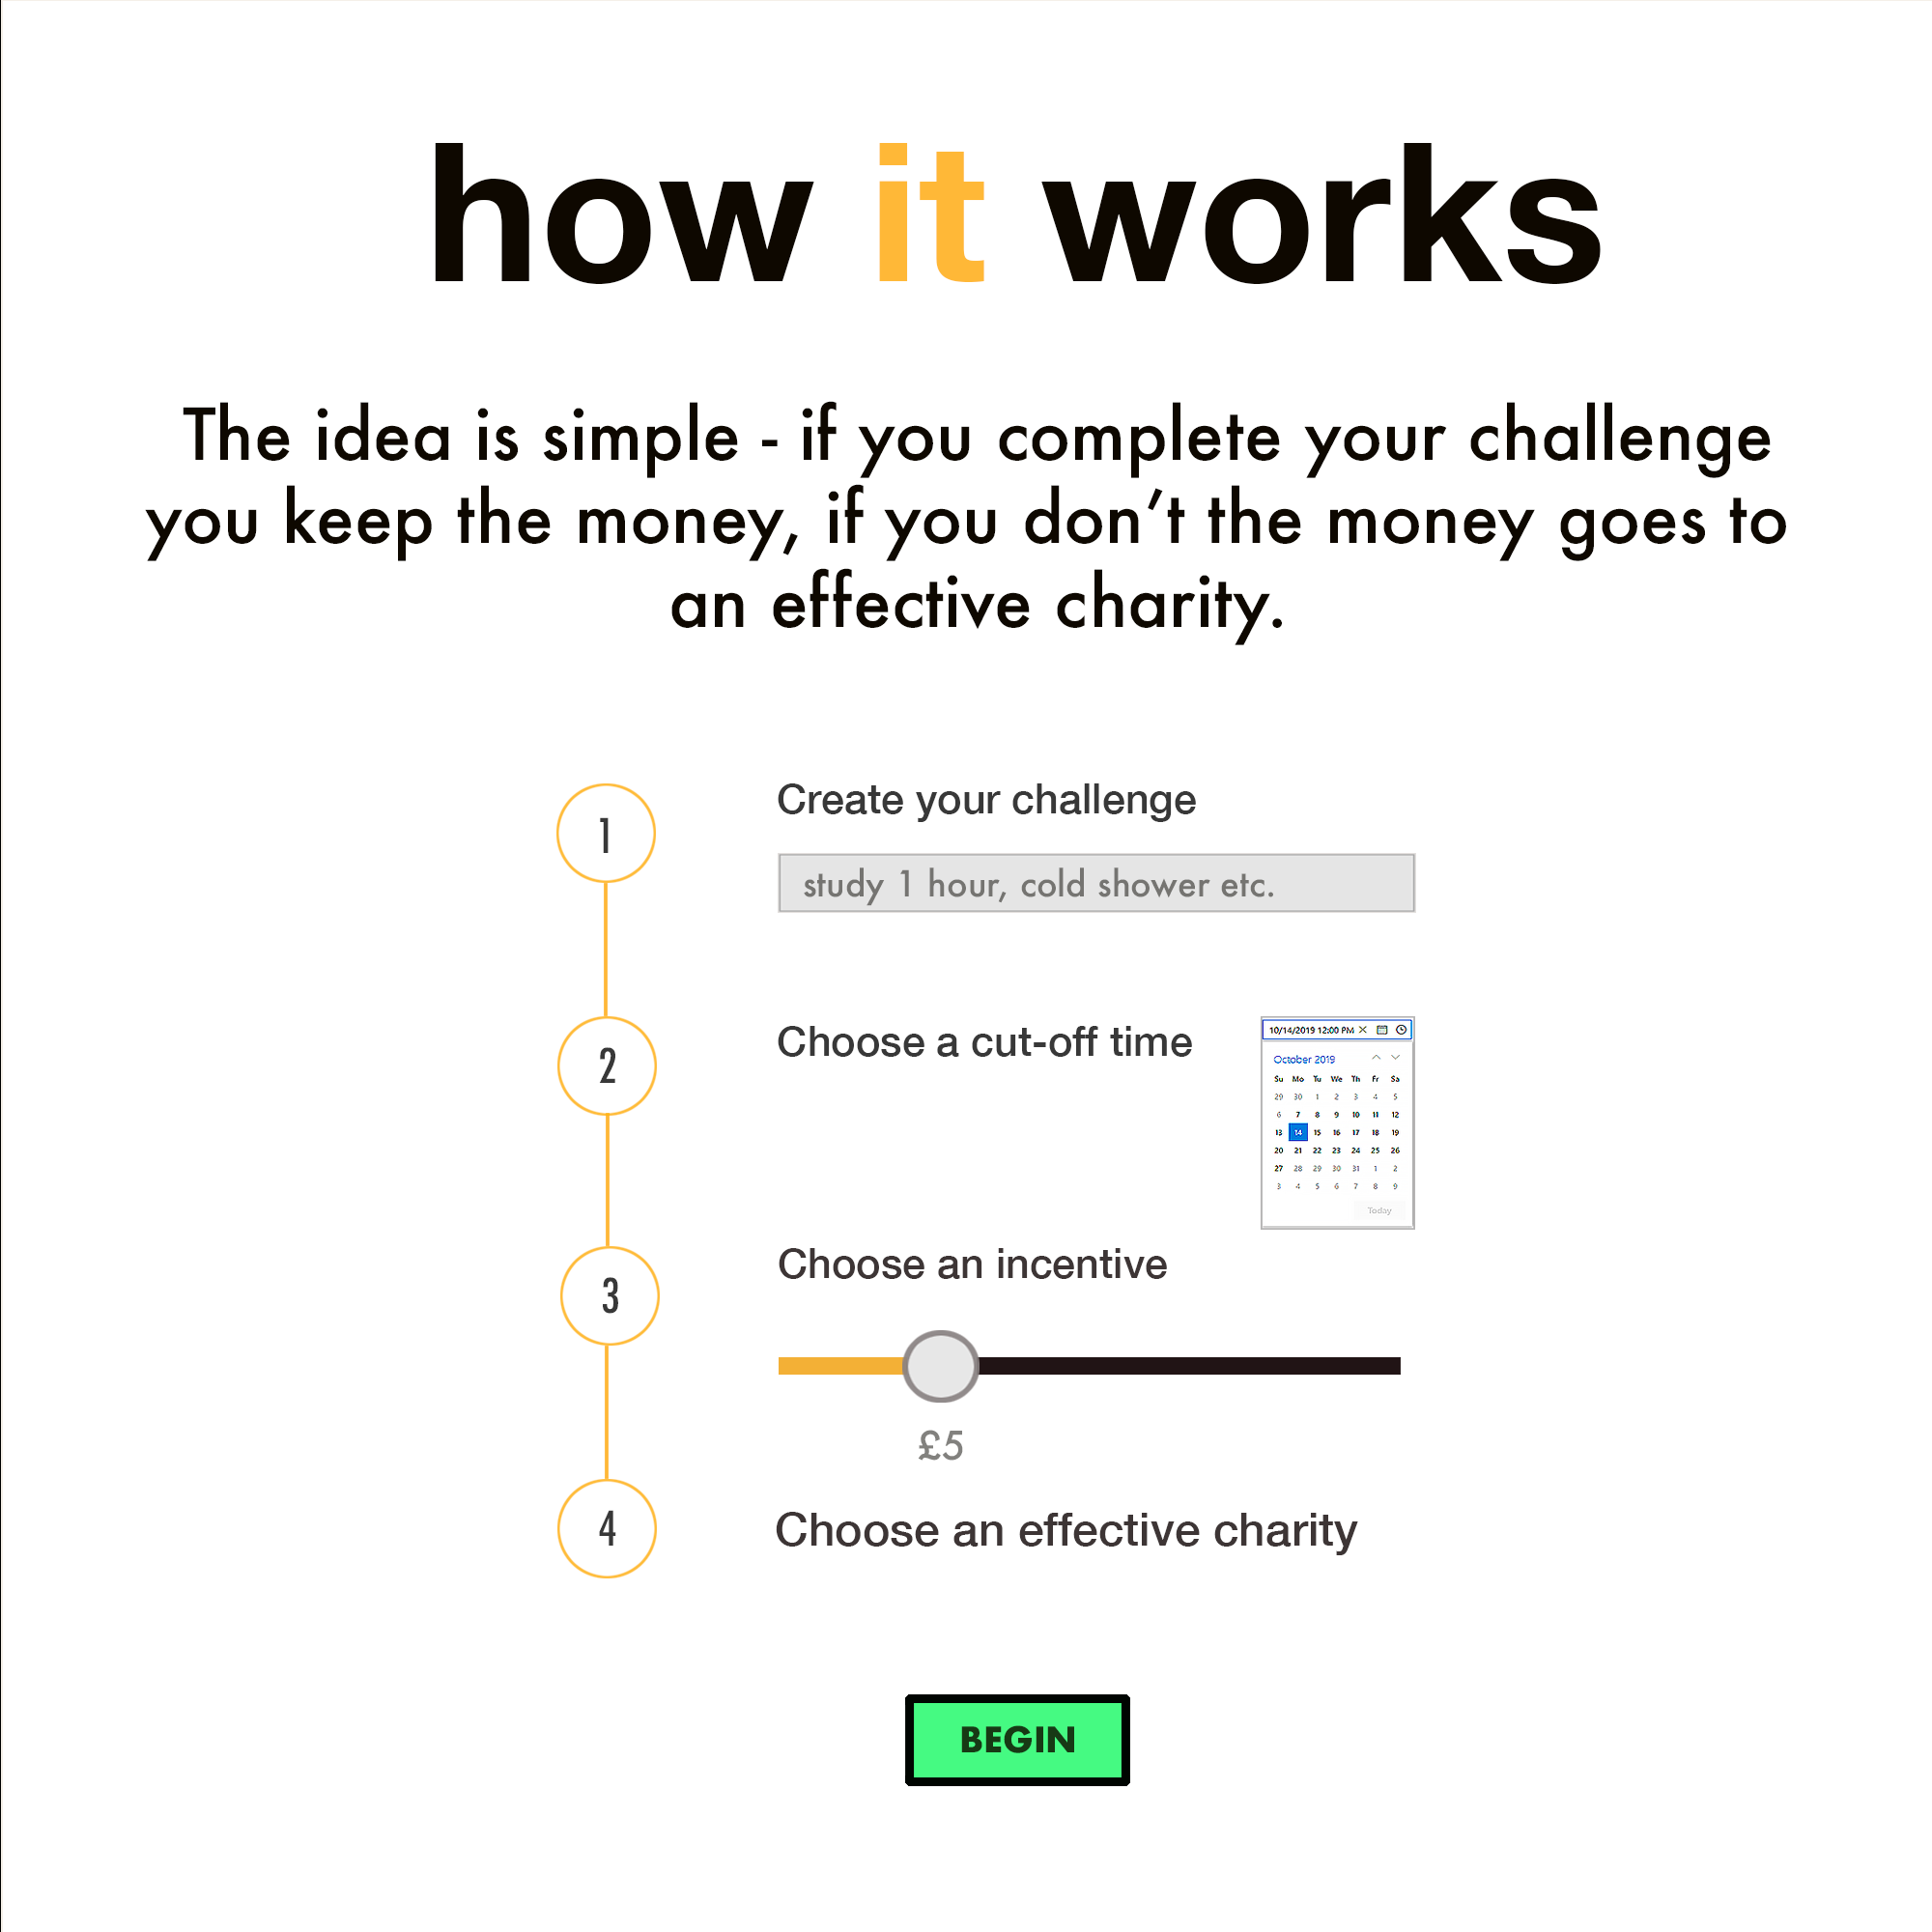 how it works
The idea is simple - if you complete your challenge
you keep the money, if you don't the money goes to
an effective charity.
1
Create your challenge
study 1 hour, cold shower etc.
2
Choose a cut-off time
10/14/2019 12:00 PM
October 2019
Su Mo Tu We Th Fr Sa
29 30 1 2 3 4 5
6 7 8 9 10 11 12
13 14 15 16 17 18 19
20 21 22 23 24 25 26
27 28 29 30 31 1 2
3 4 5 6 7 8 9
Today
3
Choose an incentive
£5
4
Choose an effective charity
BEGIN